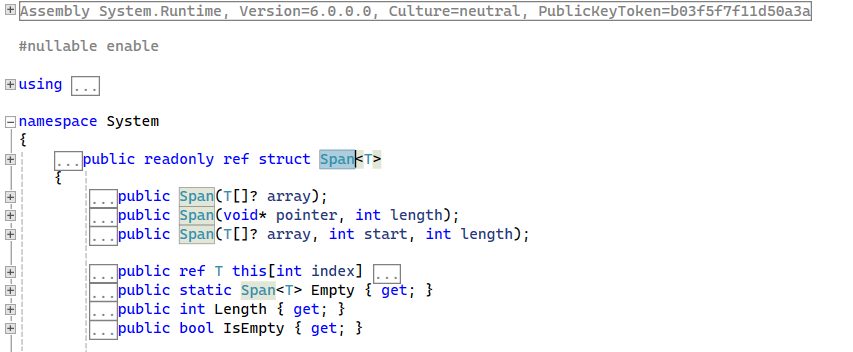 Assembly System.Runtime, Version=6.0.0.0, Culture=neutral, PublicKeyToken=b03f5f7f11d50a3a
#nullable enable
using ...
namespace System
{
...public readonly ref struct Span<T>
{
...public Span(T[]? array);
...public Span(void* pointer, int length);
...public Span(T[]? array, int start, int length);
...public ref T this[int index] ...
...public static Span<T> Empty { get; }
...public int Length { get; }
...public bool IsEmpty { get; }